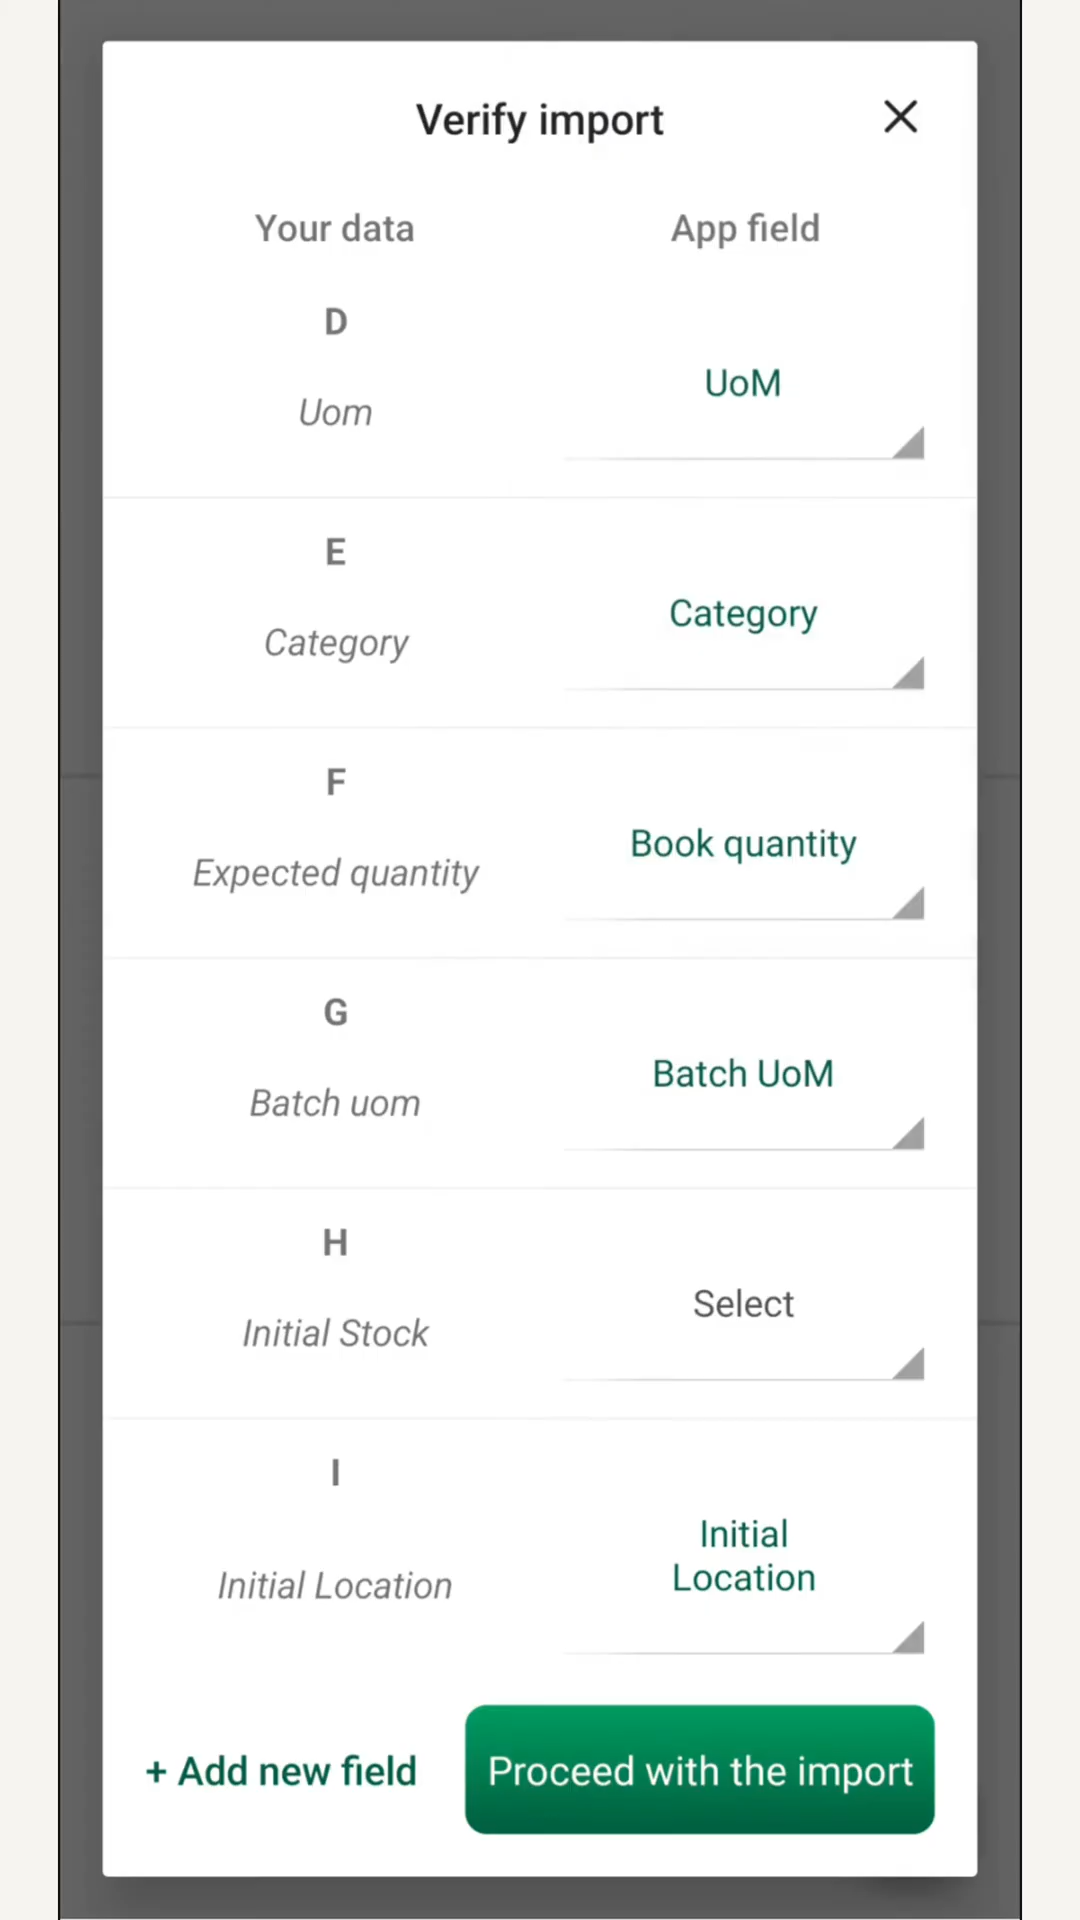 Verify import
Your data App field
D
UoM
Uom
E
Category
Category
F
Book quantity
Expected quantity
G
Batch UoM
Batch uom
H
Select
Initial Stock
I
Initial
Location
Initial Location
+ Add new field Proceed with the import